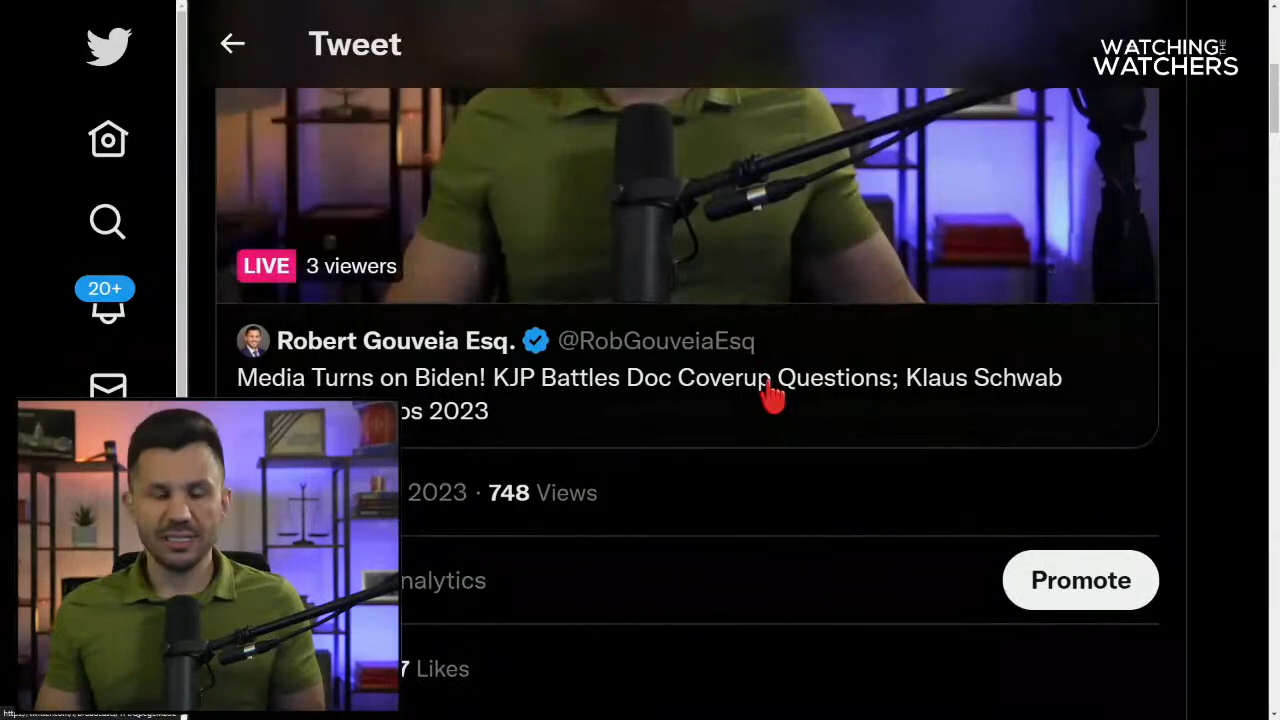 Tweet
WATCHING THE
WATCHERS
20+
LIVE 3 viewers
Robert Gouveia Esq. @RobGouveiaEsq
Media Turns on Biden! KJP Battles Doc Coverup Questions; Klaus Schwab
os 2023
2023 · 748 Views
nalytics
Promote
7 Likes